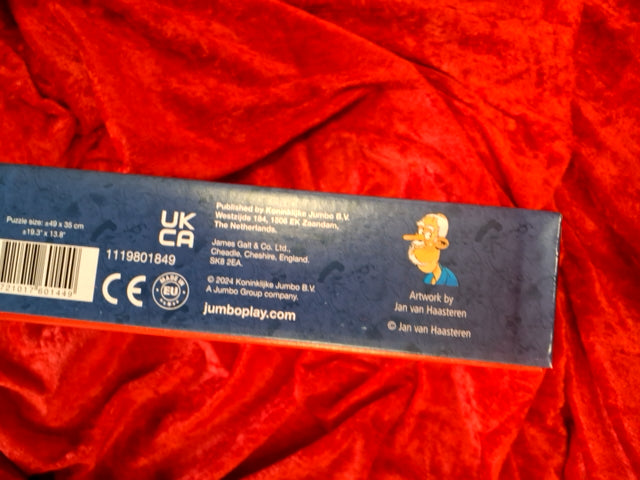 Puzzle size: ±49 x 35 cm
±19.3" x 13.8"
721017 601449
1119801849
UK
CA
CE
MADE IN
EU
Published by Koninklijke Jumbo B.V.
Westzijde 184, 1506 EK Zaandam,
The Netherlands.
James Galt & Co. Ltd.,
Cheadle, Cheshire, England.
SK8 2EA.
© 2024 Koninklijke Jumbo B.V.
A Jumbo Group company.
jumboplay.com
Artwork by
Jan van Haasteren
© Jan van Haasteren